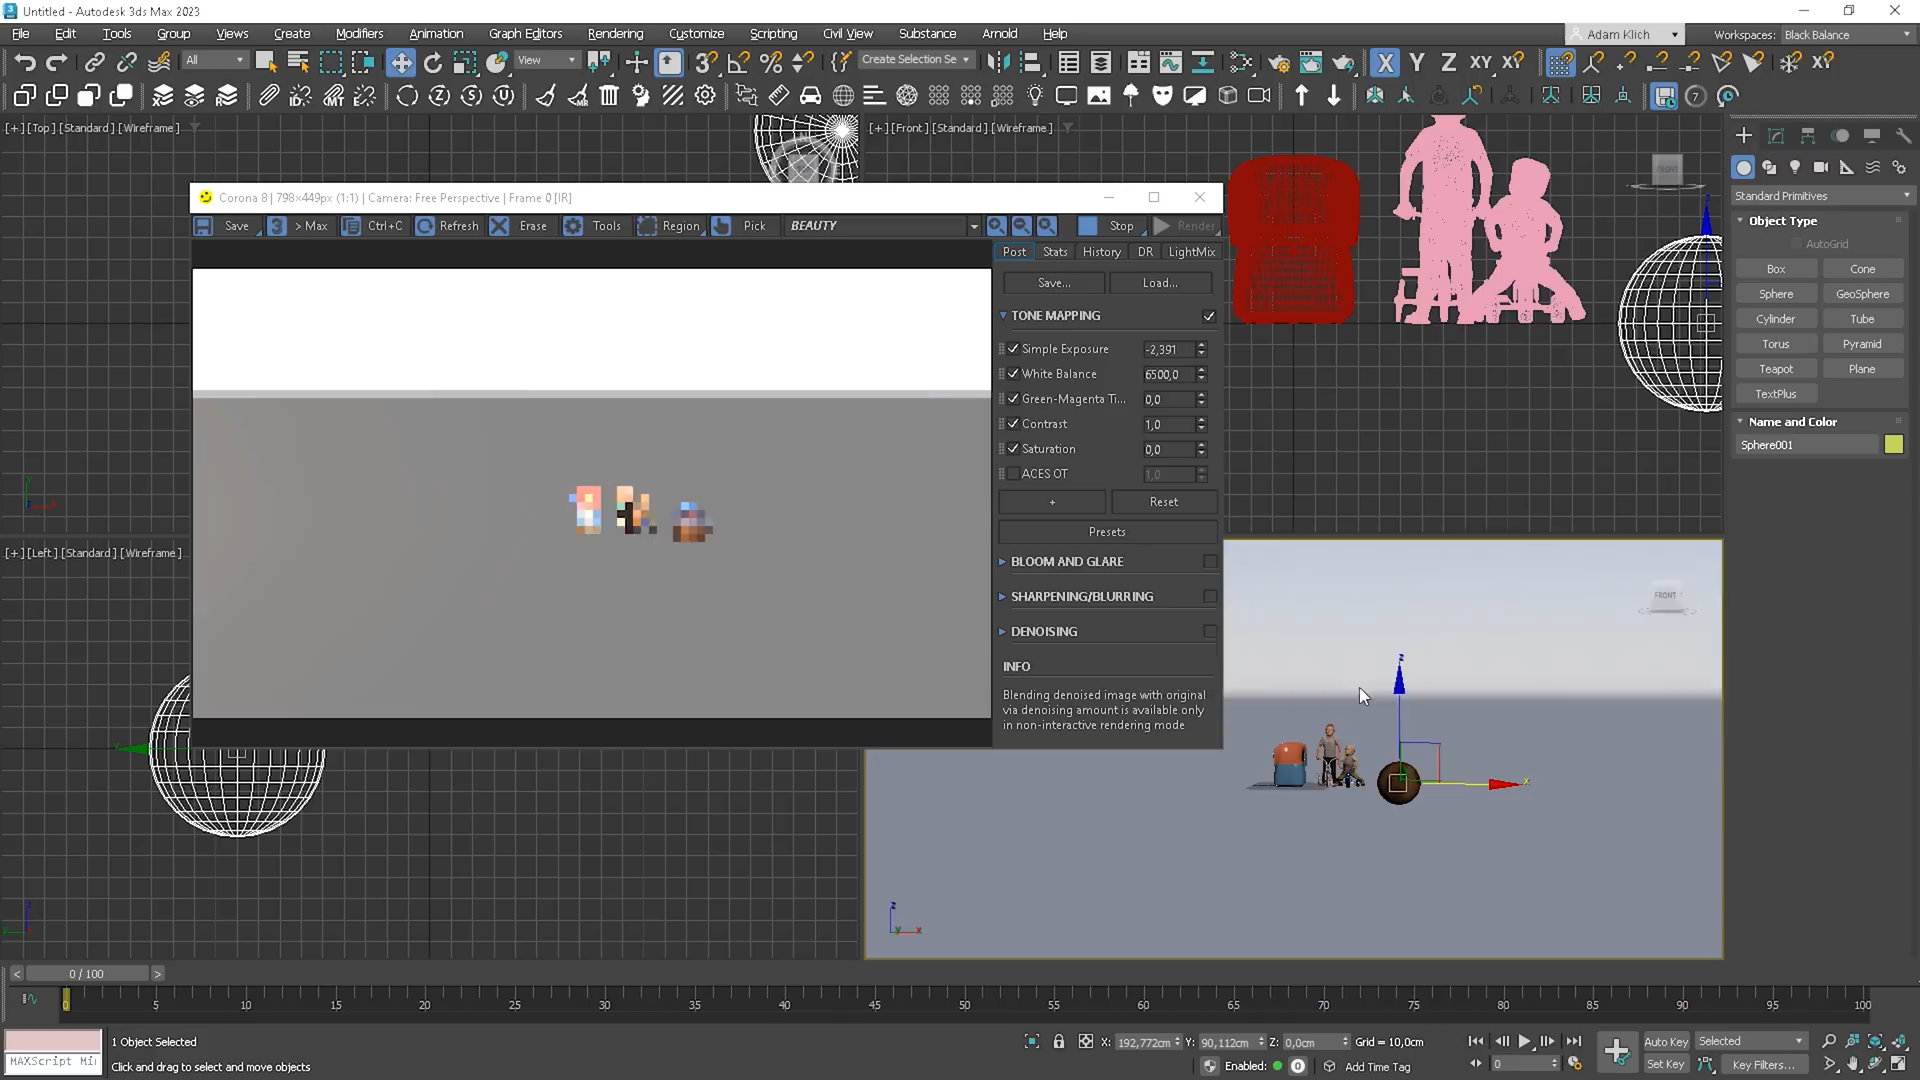 Untitled - Autodesk 3ds Max 2023
File Edit Tools Group Views Create Modifiers Animation Graph Editors Rendering Customize Scripting Civil View Substance Corona Arnold Help
Adam Klich
Workspaces: Black Balance
All
View
Create Selection Se
X Y Z XY XY
[+] [Top] [Standard] [Wireframe]
[+] [Front] [Standard] [Wireframe]
FRONT
Corona 8 | 798×449px (1:1) | Camera: Free Perspective | Frame 0 [IR]
Save 3 > Max Ctrl+C Refresh Erase Tools Region Pick BEAUTY Stop Render
Post Stats History DR LightMix
Save... Load...
TONE MAPPING
Simple Exposure -2,391
White Balance 6500,0
Green-Magenta Ti... 0,0
Contrast 1,0
Saturation 0,0
ACES OT 1,0
+ Reset
Presets
BLOOM AND GLARE
SHARPENING/BLURRING
DENOISING
INFO
Blending denoised image with original
via denoising amount is available only
in non-interactive rendering mode
Standard Primitives
Object Type
AutoGrid
Box Cone
Sphere GeoSphere
Cylinder Tube
Torus Pyramid
Teapot Plane
TextPlus
Name and Color
Sphere001
[+] [Left] [Standard] [Wireframe]
FRONT
z
x
z
y x
< 0 / 100 >
0 5 10 15 20 25 30 35 40 45 50 55 60 65 70 75 80 85 90 95 100
1 Object Selected
MAXScript Mi
Click and drag to select and move objects
X: 192,772cm Y: 90,112cm Z: 0,0cm Grid = 10,0cm
Enabled: 0 Add Time Tag
0
Auto Key Selected
Set Key Key Filters...